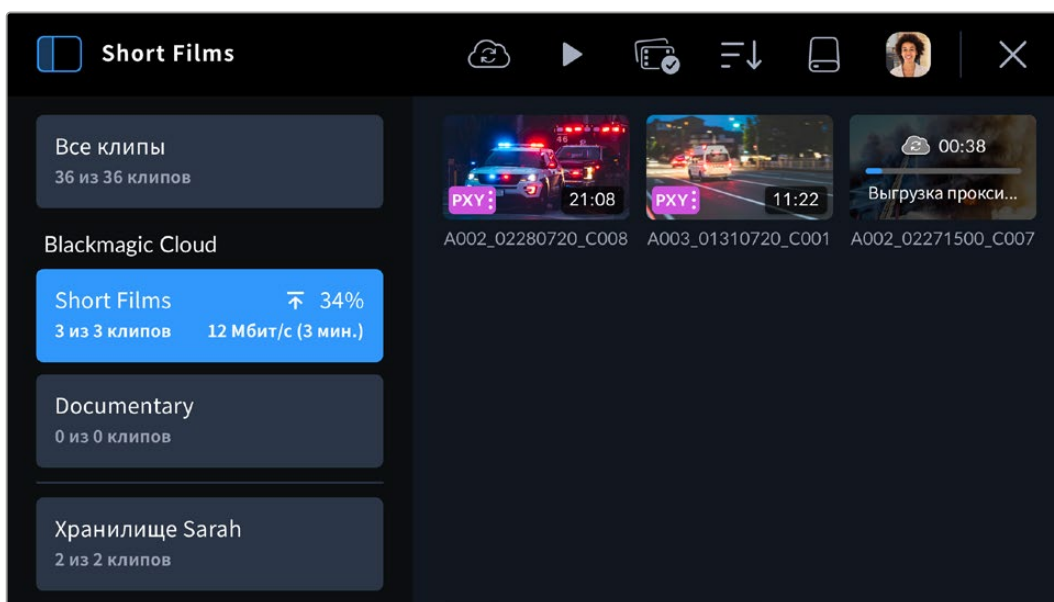 Short Films
Все клипы
36 из 36 клипов
Blackmagic Cloud
Short Films 34%
3 из 3 клипов 12 Мбит/с (3 мин.)
Documentary
0 из 0 клипов
Хранилище Sarah
2 из 2 клипов
PXY 21:08
A002_02280720_C008
PXY 11:22
A003_01310720_C001
00:38
Выгрузка прокси...
A002_02271500_C007